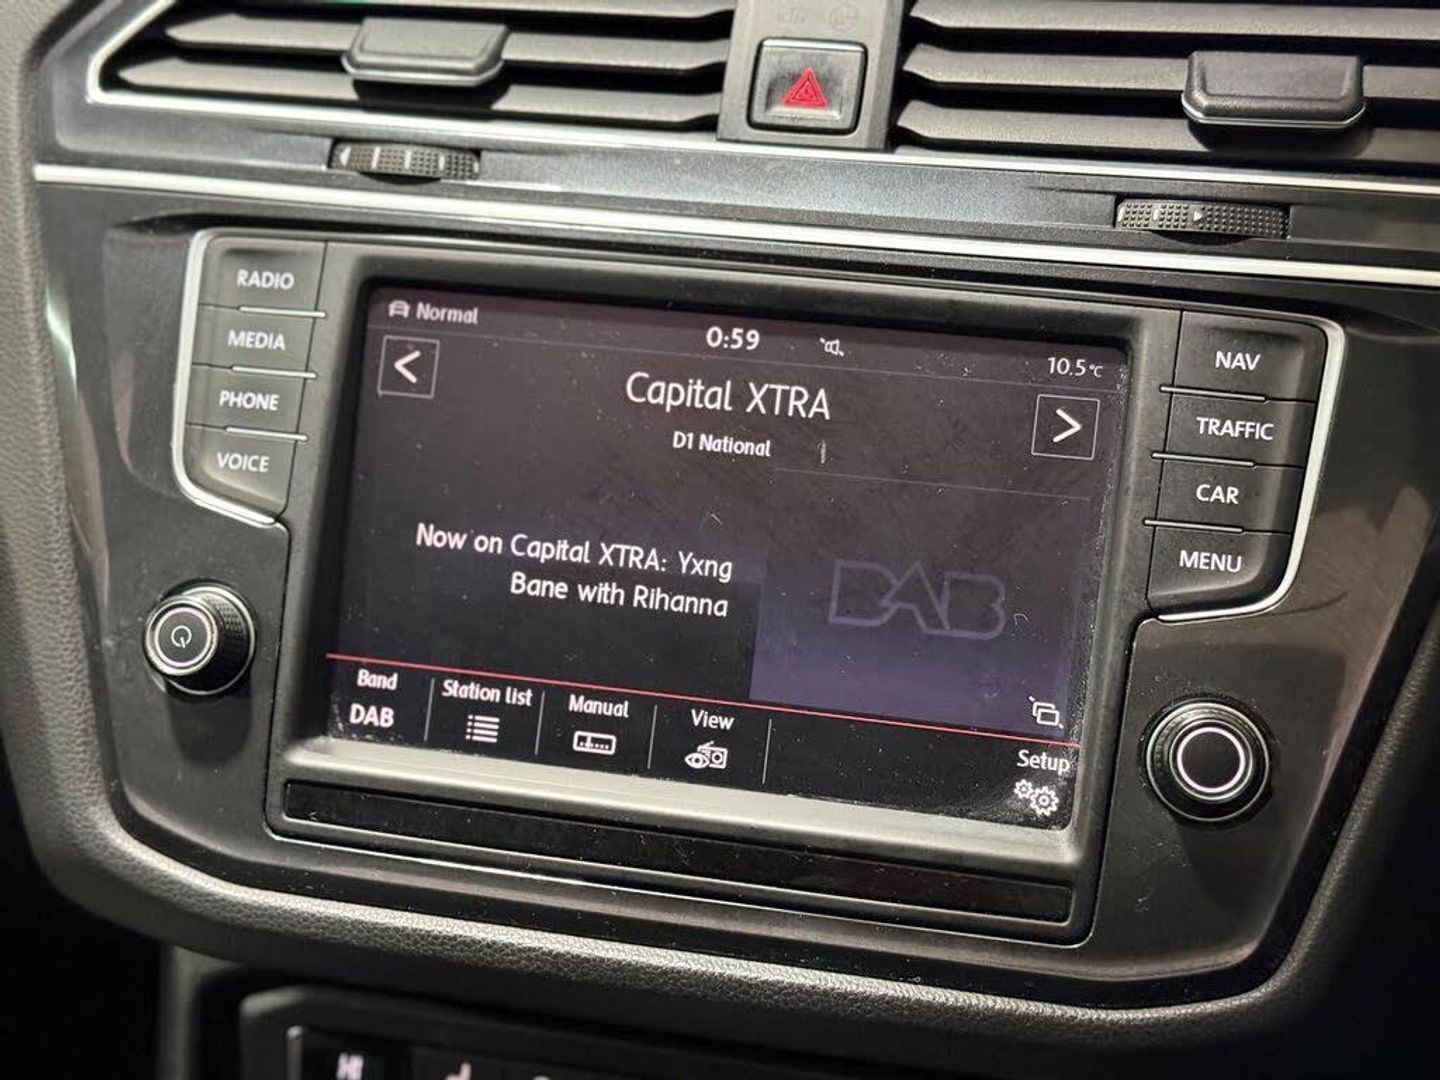 RADIO
MEDIA
PHONE
VOICE
Normal
0:59
10.5°C
Capital XTRA
D1 National
Now on Capital XTRA: Yxng
Bane with Rihanna
DAB
Band
DAB
Station list
Manual
View
Setup
NAV
TRAFFIC
CAR
MENU